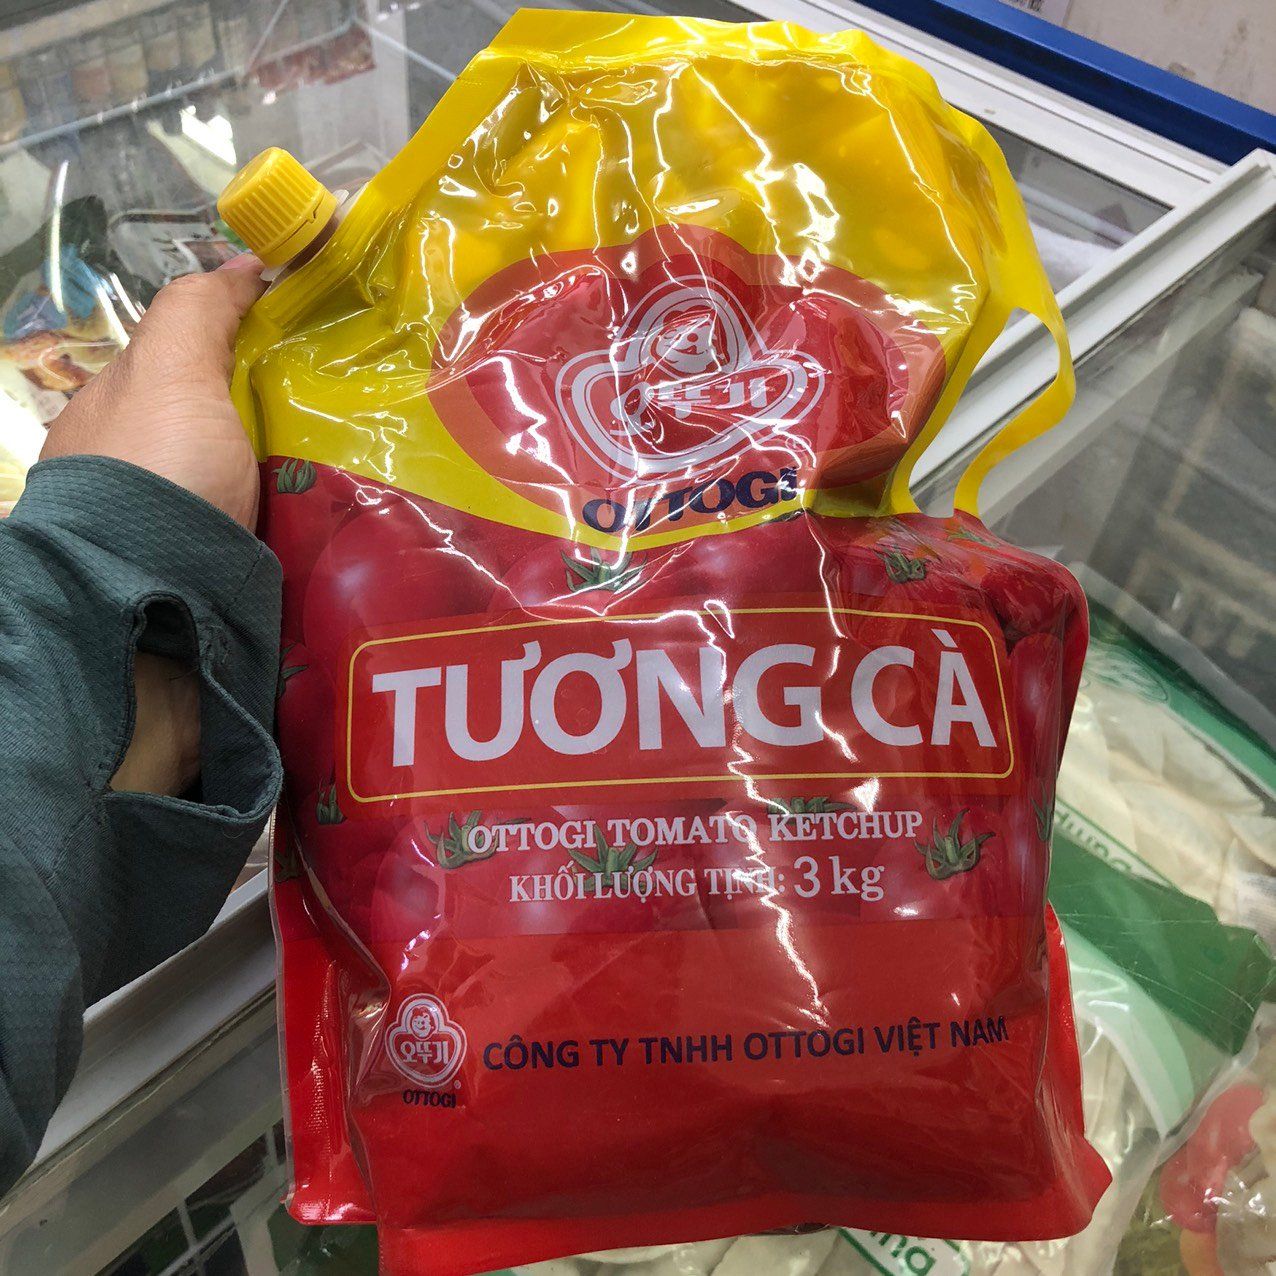 오뚜기
OTTOGI
TƯƠNG CÀ
OTTOGI TOMATO KETCHUP
KHỐI LƯỢNG TỊNH: 3 kg
오뚜기
OTTOGI
CÔNG TY TNHH OTTOGI VIỆT NAM